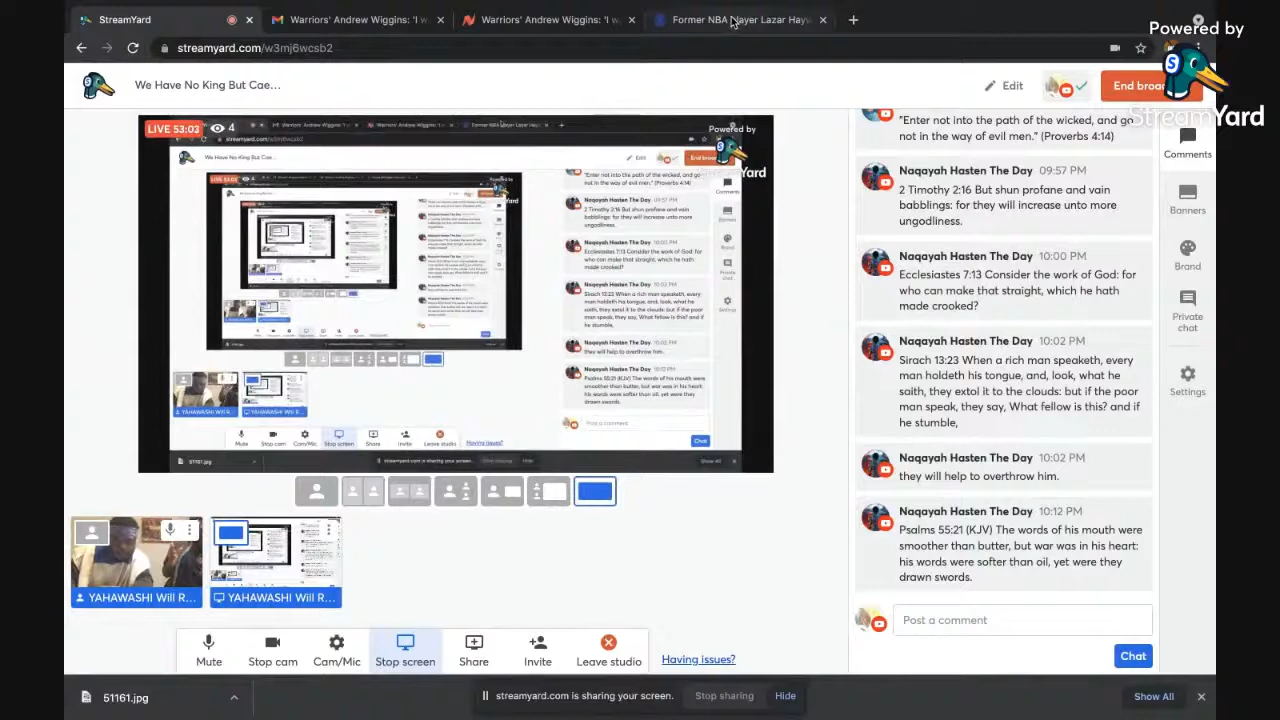 StreamYard
Warriors' Andrew Wiggins: 'I w
Warriors' Andrew Wiggins: 'I w
Former NBA Player Lazar Hayw
streamyard.com/w3mj6wcsb2
Powered by
StreamYard
We Have No King But Cae...
Edit
End broa
LIVE 53:03
4
Powered by
"Enter not into the path of the wicked, and go
not in the way of evil men." (Proverbs 4:14)
Naqayah Hasten The Day 09:57 PM
2 Timothy 2:16 But shun profane and vain
babblings: for they will increase unto more
ungodliness.
Naqayah Hasten The Day 10:00 PM
Ecclesiastes 7:13 Consider the work of God: for
who can make that straight, which he hath
made crooked?
Naqayah Hasten The Day 10:02 PM
Sirach 13:23 When a rich man speaketh, every
man holdeth his tongue, and, look, what he
saith, they extol it to the clouds: but if the poor
man speak, they say, What fellow is this? and if
he stumble,
Naqayah Hasten The Day 10:02 PM
they will help to overthrow him.
Naqayah Hasten The Day 10:12 PM
Psalms 55:21 (KJV) The words of his mouth were
smoother than butter, but war was in his heart:
his words were softer than oil, yet were they
drawn swords.
Post a comment
Chat
Comments
Banners
Brand
Private
chat
Settings
YAHAWASHI Will R...
YAHAWASHI Will R...
Mute
Stop cam
Cam/Mic
Stop screen
Share
Invite
Leave studio
Having issues?
51161.jpg
streamyard.com is sharing your screen.
Stop sharing
Hide
Show All